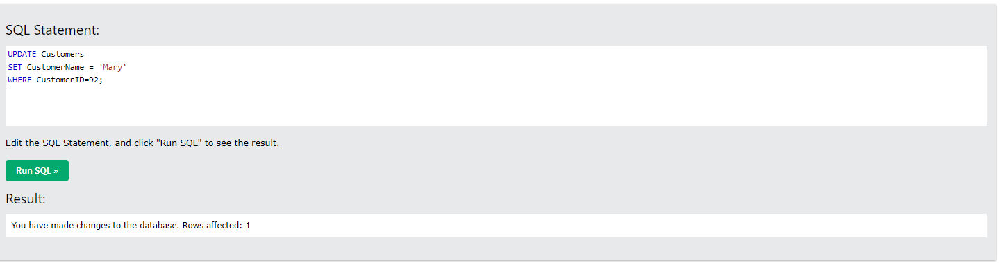 SQL Statement:
UPDATE Customers
SET CustomerName = 'Mary'
WHERE CustomerID=92;
Edit the SQL Statement, and click "Run SQL" to see the result.
Run SQL »
Result:
You have made changes to the database. Rows affected: 1